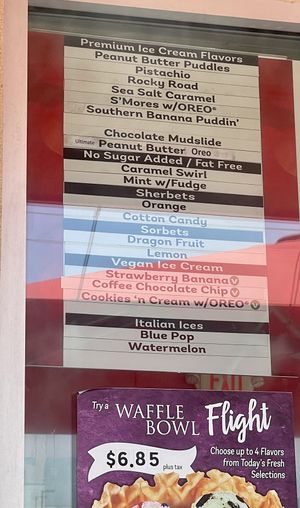 Premium Ice Cream Flavors
Peanut Butter Puddles
Pistachio
Rocky Road
Sea Salt Caramel
S'Mores w/OREO®
Southern Banana Puddin'
Chocolate Mudslide
Ultimate Peanut Butter Oreo
No Sugar Added / Fat Free
Caramel Swirl
Mint w/Fudge
Sherbets
Orange
Cotton Candy
Sorbets
Dragon Fruit
Lemon
Vegan Ice Cream
Strawberry Banana V
Coffee Chocolate Chip V
Cookies 'n Cream w/OREO® V
Italian Ices
Blue Pop
Watermelon
EXIT
Try a WAFFLE BOWL Flight
$6.85 plus tax
Choose up to 4 Flavors
from Today's Fresh
Selections